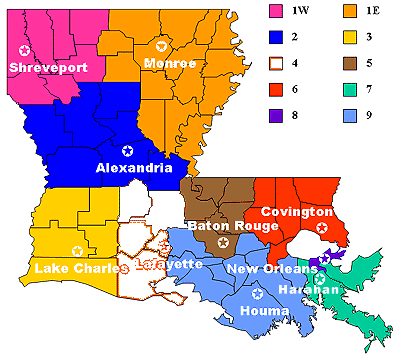 1W 1E
2 3
4 5
6 7
8 9
Shreveport
Monroe
Alexandria
Covington
Baton Rouge
Lake Charles
Lafayette
New Orleans
Harahan
Houma